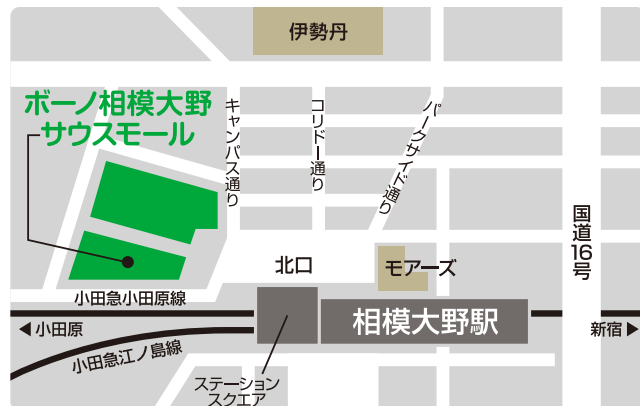 伊勢丹
ボーノ相模大野
サウスモール
キャンパス通り
コリドー通り
パークサイド通り
国道16号
北口
モアーズ
小田急小田原線
相模大野駅
◀小田原
新宿▶
小田急江ノ島線
ステーション
スクエア